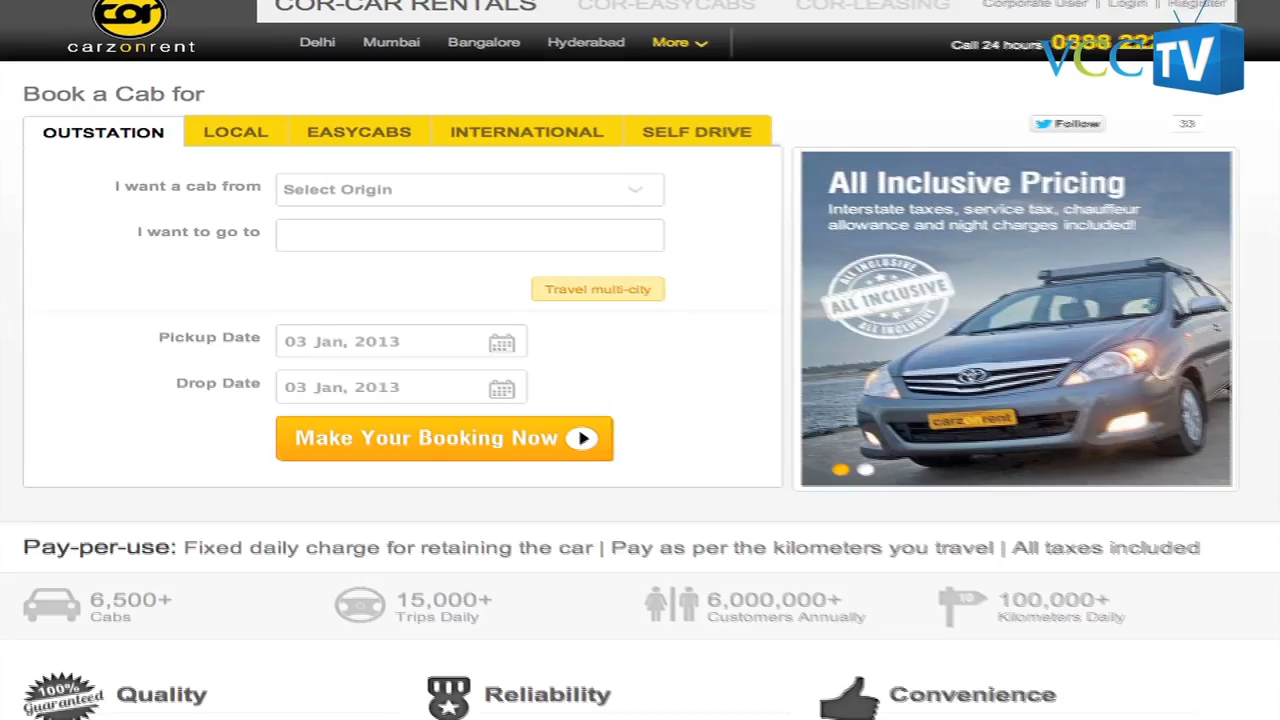 COR-CAR RENTALS COR-EASYCABS COR-LEASING Corporate User | Login | Register
cor
carzonrent
Delhi Mumbai Bangalore Hyderabad More
Call 24 hours
VCC TV
Book a Cab for
OUTSTATION LOCAL EASYCABS INTERNATIONAL SELF DRIVE
Follow 33
I want a cab from Select Origin
I want to go to
Travel multi-city
Pickup Date 03 Jan, 2013
Drop Date 03 Jan, 2013
Make Your Booking Now
All Inclusive Pricing
Interstate taxes, service tax, chauffeur
allowance and night charges included!
ALL INCLUSIVE
ALL INCLUSIVE
ALL INCLUSIVE
carzonrent
Pay-per-use: Fixed daily charge for retaining the car | Pay as per the kilometers you travel | All taxes included
6,500+ 15,000+ 6,000,000+ 100,000+
Cabs Trips Daily Customers Annually Kilometers Daily
100%
Guaranteed
Quality Reliability Convenience